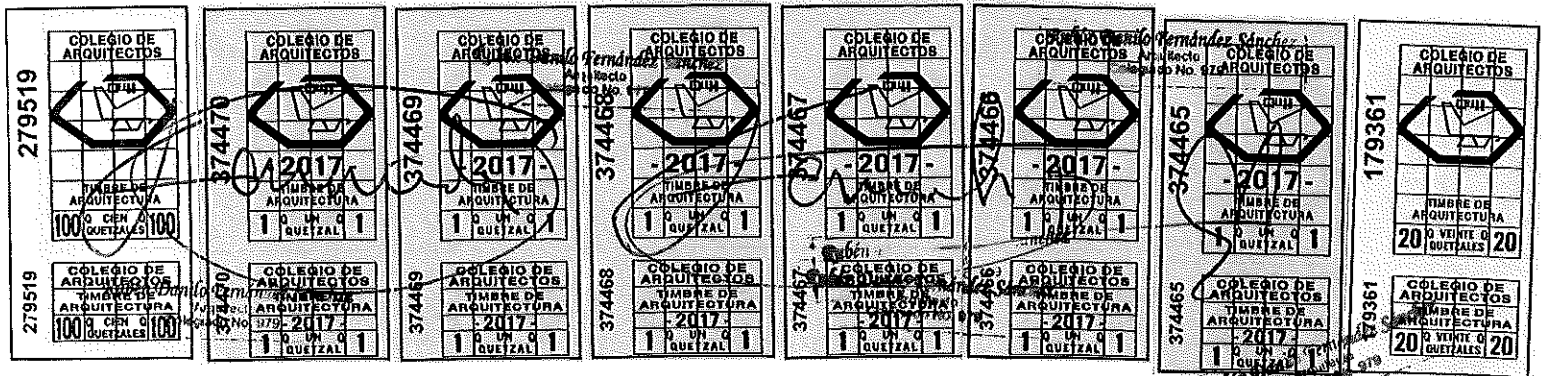 279519
COLEGIO DE
ARQUITECTOS
TIMBRE DE
ARQUITECTURA
100 Q CIEN Q 100
QUETZALES
279519
COLEGIO DE
ARQUITECTOS
TIMBRE DE
ARQUITECTURA
100 Q CIEN Q 100
QUETZALES
374470
COLEGIO DE
ARQUITECTOS
- 2017 -
TIMBRE DE
ARQUITECTURA
1 Q UN Q 1
QUETZAL
374470
COLEGIO DE
ARQUITECTOS
TIMBRE DE
ARQUITECTURA
- 2017 -
1 Q UN Q 1
QUETZAL
374469
COLEGIO DE
ARQUITECTOS
- 2017 -
TIMBRE DE
ARQUITECTURA
1 Q UN Q 1
QUETZAL
374469
COLEGIO DE
ARQUITECTOS
TIMBRE DE
ARQUITECTURA
- 2017 -
1 Q UN Q 1
QUETZAL
Danilo Fernández Sánchez
Arquitecto
374468
COLEGIO DE
ARQUITECTOS
- 2017 -
TIMBRE DE
ARQUITECTURA
1 Q UN Q 1
QUETZAL
374468
COLEGIO DE
ARQUITECTOS
TIMBRE DE
ARQUITECTURA
- 2017 -
1 Q UN Q 1
QUETZAL
374467
COLEGIO DE
ARQUITECTOS
- 2017 -
TIMBRE DE
ARQUITECTURA
1 Q UN Q 1
QUETZAL
Rubén
374467
COLEGIO DE
ARQUITECTOS
TIMBRE DE
ARQUITECTURA
- 2017 -
1 Q UN Q 1
QUETZAL
374466
COLEGIO DE
ARQUITECTOS
- 2017 -
TIMBRE DE
ARQUITECTURA
1 Q UN Q 1
QUETZAL
374466
COLEGIO DE
ARQUITECTOS
TIMBRE DE
ARQUITECTURA
- 2017 -
1 Q UN Q 1
QUETZAL
Danilo Fernández Sánchez
Arquitecto
Colegiado No. 979
374465
COLEGIO DE
ARQUITECTOS
- 2017 -
TIMBRE DE
ARQUITECTURA
1 Q UN Q 1
QUETZAL
374465
COLEGIO DE
ARQUITECTOS
TIMBRE DE
ARQUITECTURA
- 2017 -
1 Q UN Q 1
QUETZAL
179361
COLEGIO DE
ARQUITECTOS
TIMBRE DE
ARQUITECTURA
20 Q VEINTE Q 20
QUETZALES
179361
COLEGIO DE
ARQUITECTOS
TIMBRE DE
ARQUITECTURA
20 Q VEINTE Q 20
QUETZALES